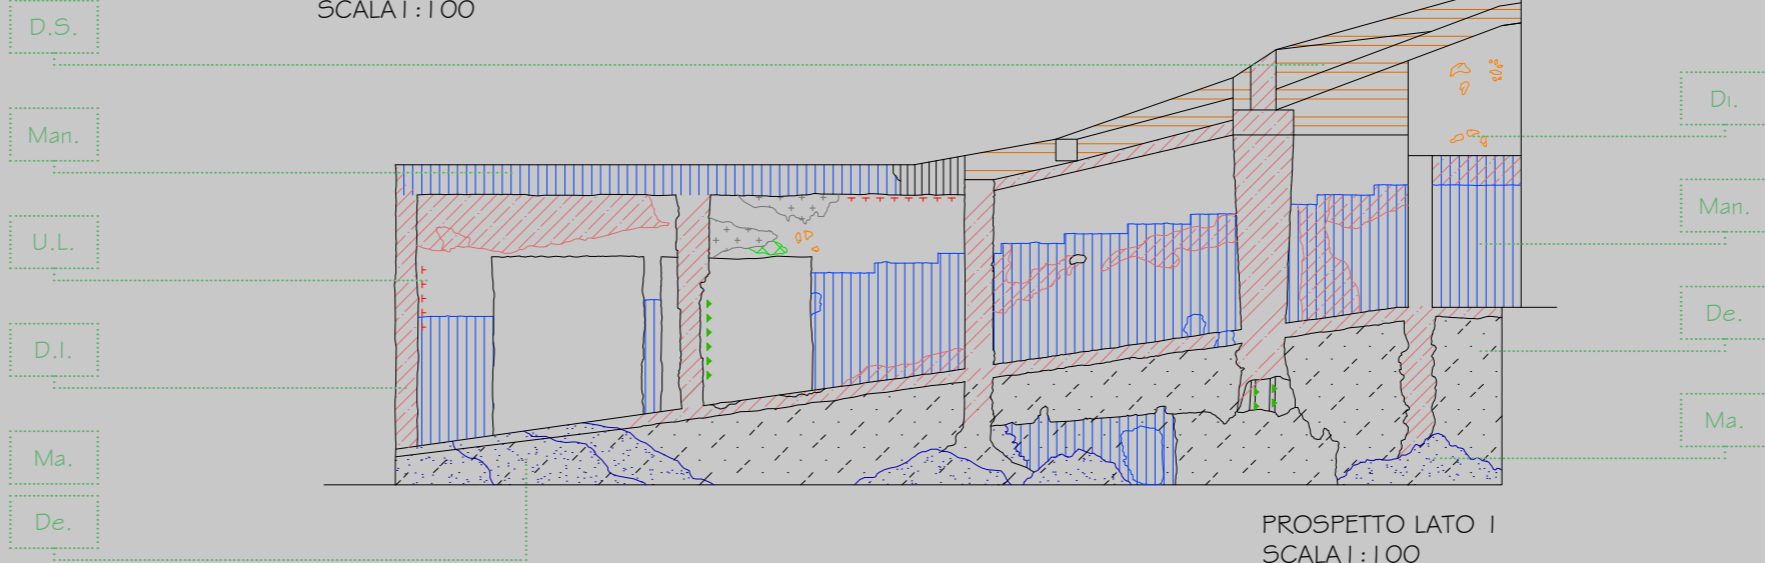 SCALA 1:100
D.S.
Man.
U.L.
D.I.
Ma.
De.
Di.
Man.
De.
Ma.
PROSPETTO LATO 1
SCALA 1:100